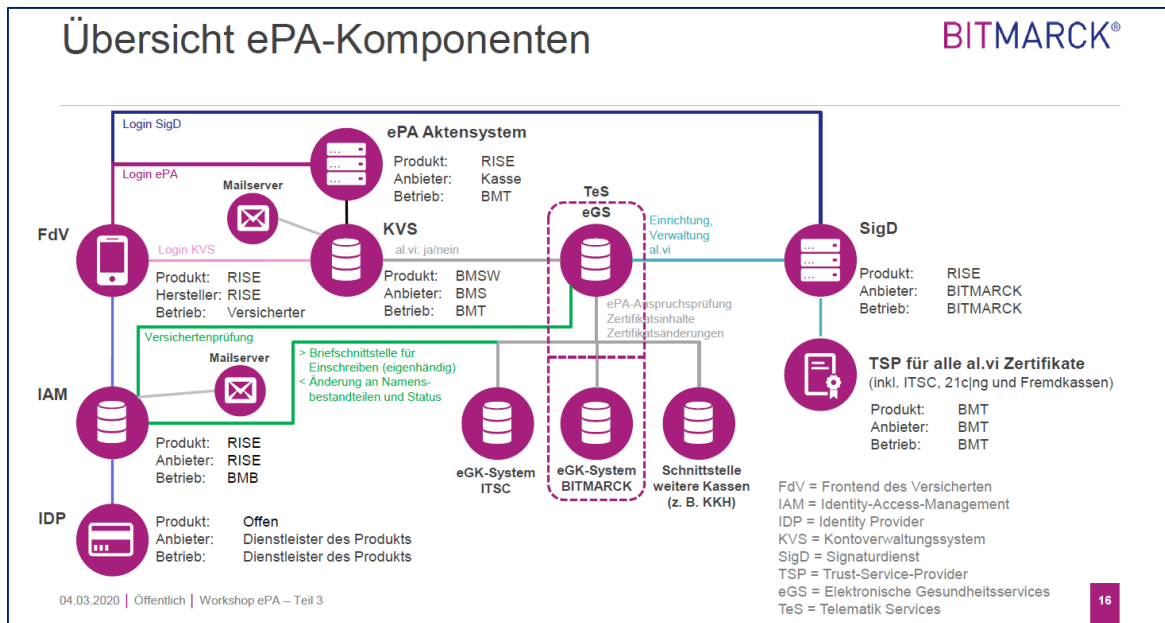 Übersicht ePA-Komponenten
BITMARCK®
Login SigD
ePA Aktensystem
Produkt: RISE
Anbieter: Kasse
Betrieb: BMT
Login ePA
Mailserver
TeS
eGS
FdV
KVS
Einrichtung,
Verwaltung
al.vi
SigD
Login KVS
al.vi: ja/nein
Produkt: RISE
Hersteller: RISE
Betrieb: Versicherter
Produkt: BMSW
Anbieter: BMS
Betrieb: BMT
Produkt: RISE
Anbieter: BITMARCK
Betrieb: BITMARCK
ePA-Anspruchsprüfung
Zertifikatsinhalte
Zertifikatsänderungen
Versichertenprüfung
> Briefschnittstelle für
Einschreiben (eigenhändig)
< Änderung an Namens-
bestandteilen und Status
Mailserver
TSP für alle al.vi Zertifikate
(inkl. ITSC, 21c|ng und Fremdkassen)
Produkt: BMT
Anbieter: BMT
Betrieb: BMT
IAM
Produkt: RISE
Anbieter: RISE
Betrieb: BMB
eGK-System
ITSC
eGK-System
BITMARCK
Schnittstelle
weitere Kassen
(z. B. KKH)
IDP
Produkt: Offen
Anbieter: Dienstleister des Produkts
Betrieb: Dienstleister des Produkts
FdV = Frontend des Versicherten
IAM = Identity-Access-Management
IDP = Identity Provider
KVS = Kontoverwaltungssystem
SigD = Signaturdienst
TSP = Trust-Service-Provider
eGS = Elektronische Gesundheitsservices
TeS = Telematik Services
04.03.2020 | Öffentlich | Workshop ePA – Teil 3
16